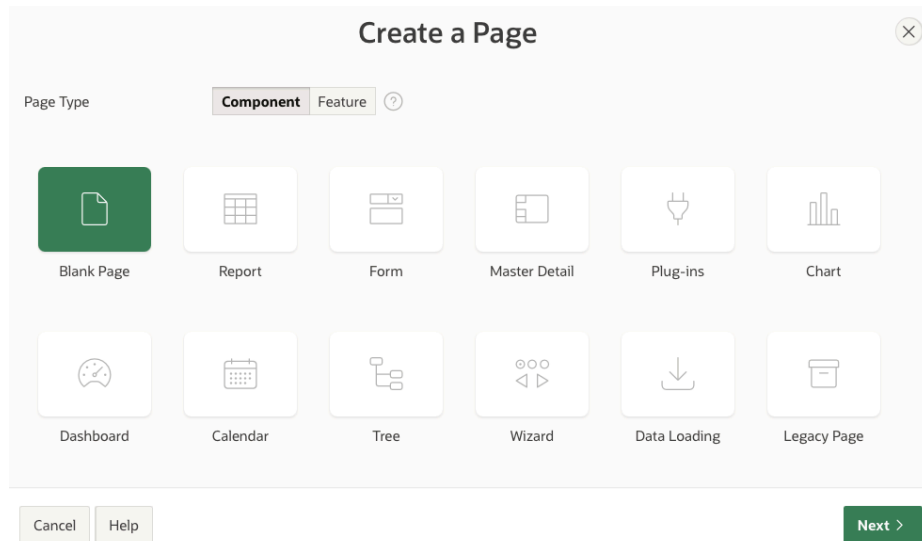 Create a Page
Page Type Component Feature ?
Blank Page Report Form Master Detail Plug-ins Chart
Dashboard Calendar Tree Wizard Data Loading Legacy Page
Cancel Help Next >